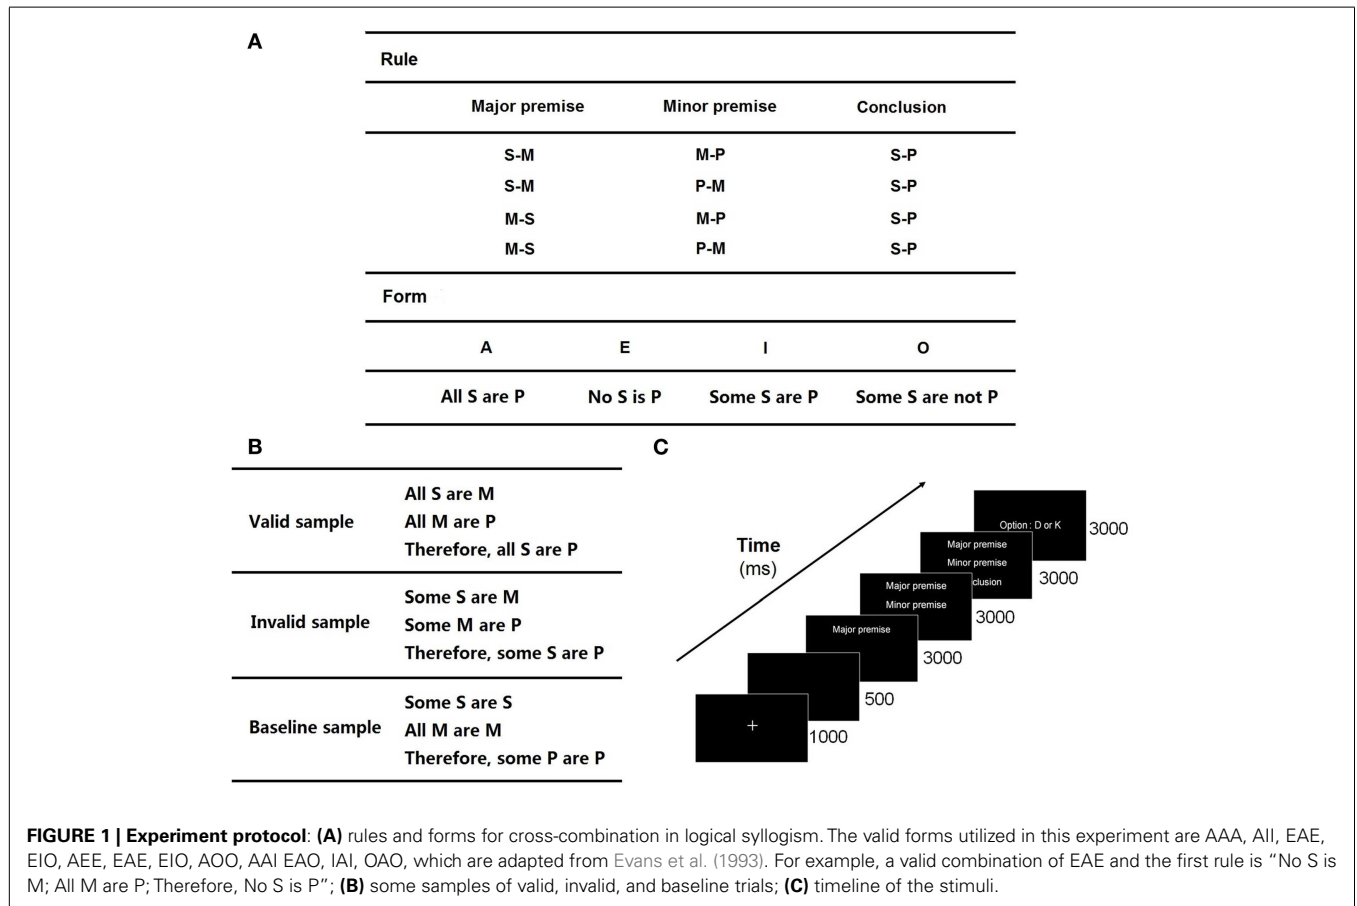 A
Rule
Major premise Minor premise Conclusion
S-M M-P S-P
S-M P-M S-P
M-S M-P S-P
M-S P-M S-P
Form
A E I O
All S are P No S is P Some S are P Some S are not P
B
Valid sample
All S are M
All M are P
Therefore, all S are P
Invalid sample
Some S are M
Some M are P
Therefore, some S are P
Baseline sample
Some S are S
All M are M
Therefore, some P are P
C
Time
(ms)
Option : D or K
3000
Major premise
Minor premise
clusion
3000
Major premise
Minor premise
3000
Major premise
3000
500
1000
FIGURE 1 | Experiment protocol: (A) rules and forms for cross-combination in logical syllogism. The valid forms utilized in this experiment are AAA, AII, EAE,
EIO, AEE, EAE, EIO, AOO, AAI EAO, IAI, OAO, which are adapted from Evans et al. (1993). For example, a valid combination of EAE and the first rule is “No S is
M; All M are P; Therefore, No S is P”; (B) some samples of valid, invalid, and baseline trials; (C) timeline of the stimuli.